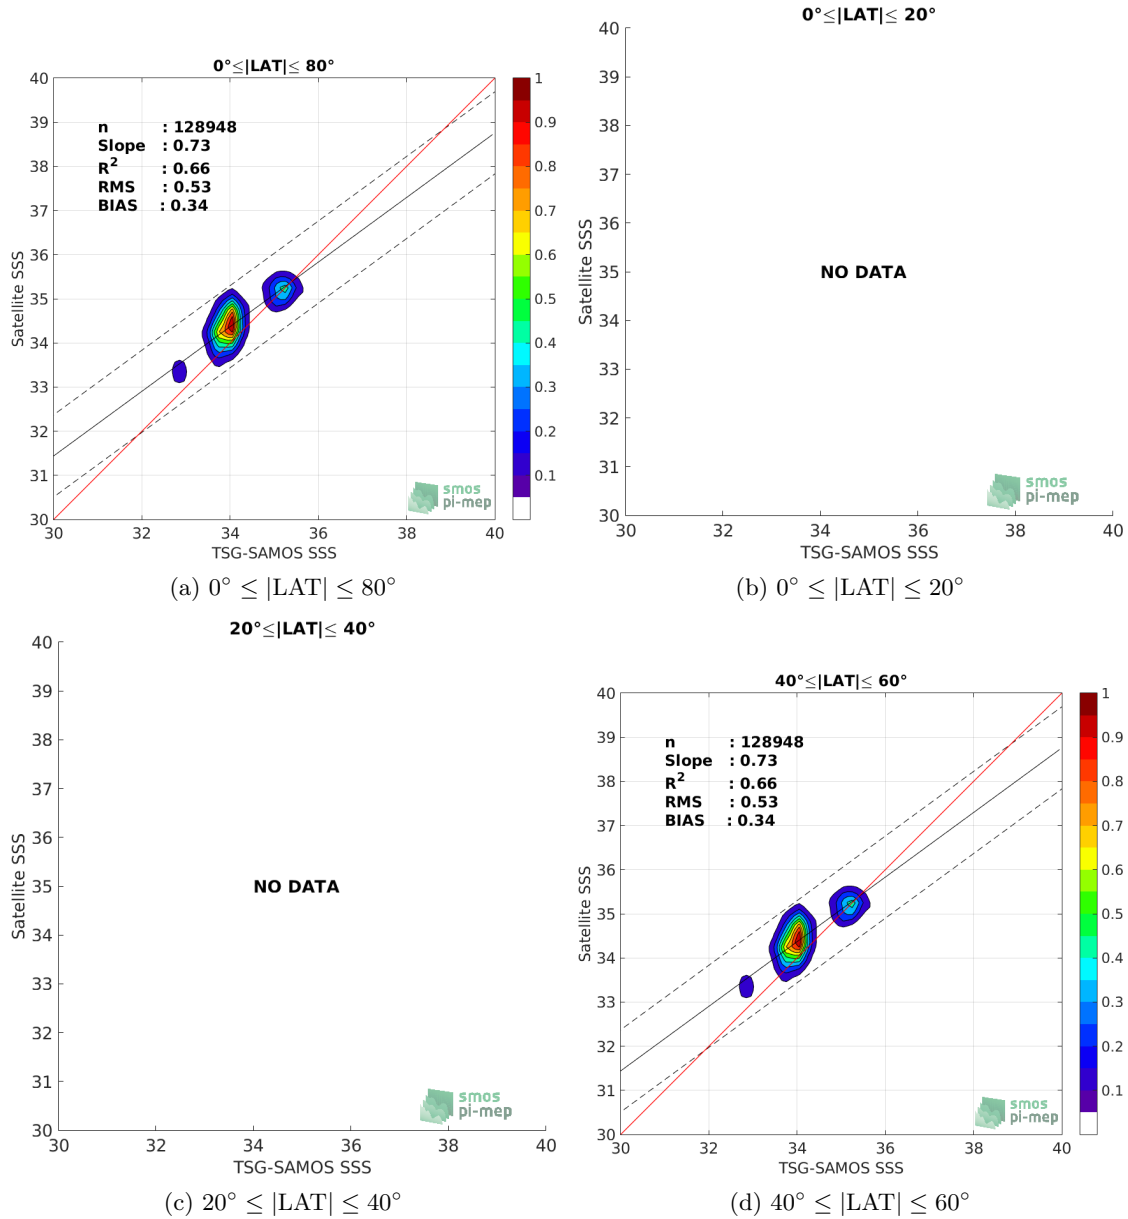 0°≤|LAT|≤ 80°
40
39
38
37
36
35
34
33
32
31
30
Satellite SSS
n : 128948
Slope : 0.73
R² : 0.66
RMS : 0.53
BIAS : 0.34
smos
pi-mep
30 32 34 36 38 40
TSG-SAMOS SSS
1
0.9
0.8
0.7
0.6
0.5
0.4
0.3
0.2
0.1
(a) 0° ≤ |LAT| ≤ 80°
0°≤|LAT|≤ 20°
40
39
38
37
36
35
34
33
32
31
30
Satellite SSS
NO DATA
smos
pi-mep
30 32 34 36 38 40
TSG-SAMOS SSS
(b) 0° ≤ |LAT| ≤ 20°
20°≤|LAT|≤ 40°
40
39
38
37
36
35
34
33
32
31
30
Satellite SSS
NO DATA
smos
pi-mep
30 32 34 36 38 40
TSG-SAMOS SSS
(c) 20° ≤ |LAT| ≤ 40°
40°≤|LAT|≤ 60°
40
39
38
37
36
35
34
33
32
31
30
Satellite SSS
n : 128948
Slope : 0.73
R² : 0.66
RMS : 0.53
BIAS : 0.34
smos
pi-mep
30 32 34 36 38 40
TSG-SAMOS SSS
1
0.9
0.8
0.7
0.6
0.5
0.4
0.3
0.2
0.1
(d) 40° ≤ |LAT| ≤ 60°